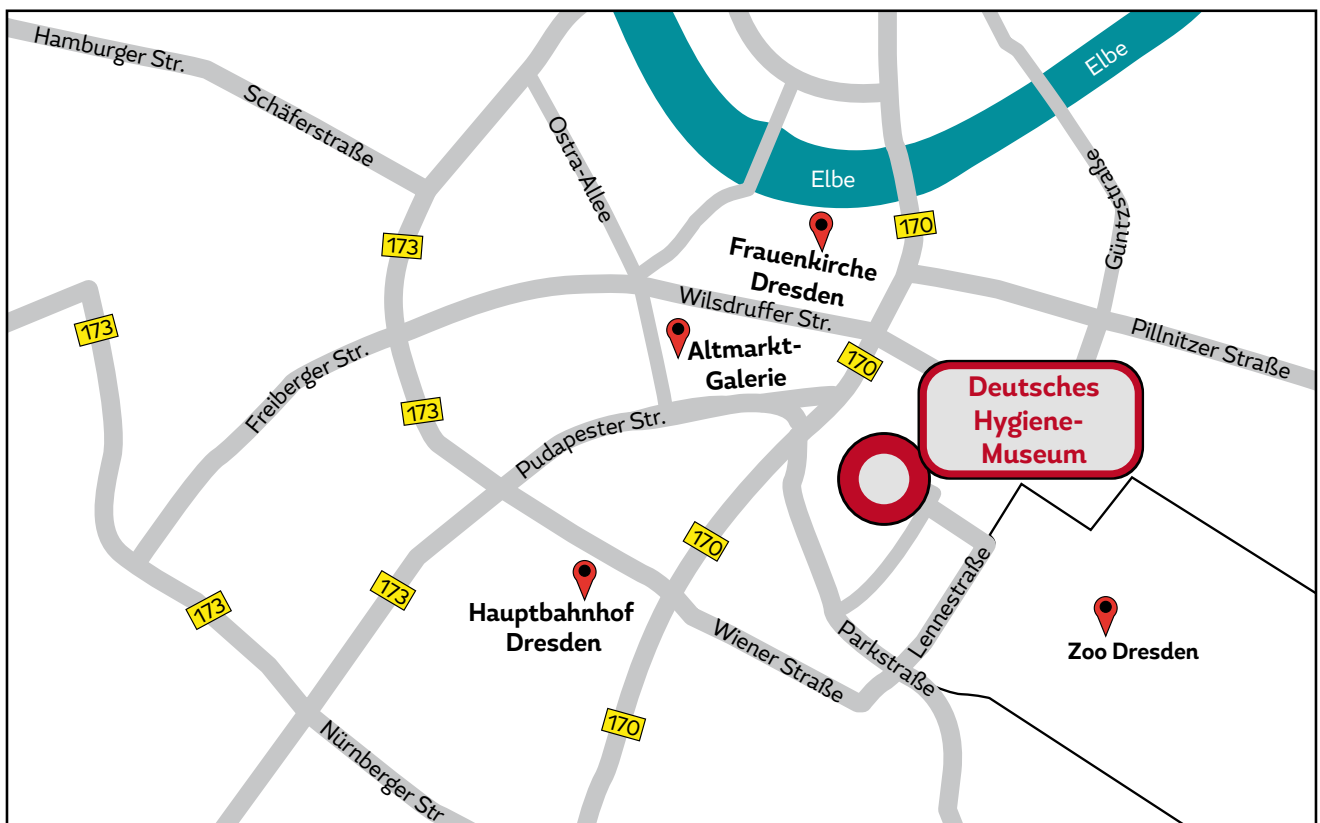 Hamburger Str.
Elbe
Schäferstraße
Ostra-Allee
Elbe
Güntzstraße
170
173
Frauenkirche
Dresden
Wilsdruffer Str.
173
Pillnitzer Straße
Altmarkt-
Galerie
170
Freiberger Str.
Deutsches
Hygiene-
Museum
173
Pudapester Str.
170
173
173
Hauptbahnhof
Dresden
Lennestraße
Wiener Straße
Parkstraße
Zoo Dresden
170
Nürnberger Str